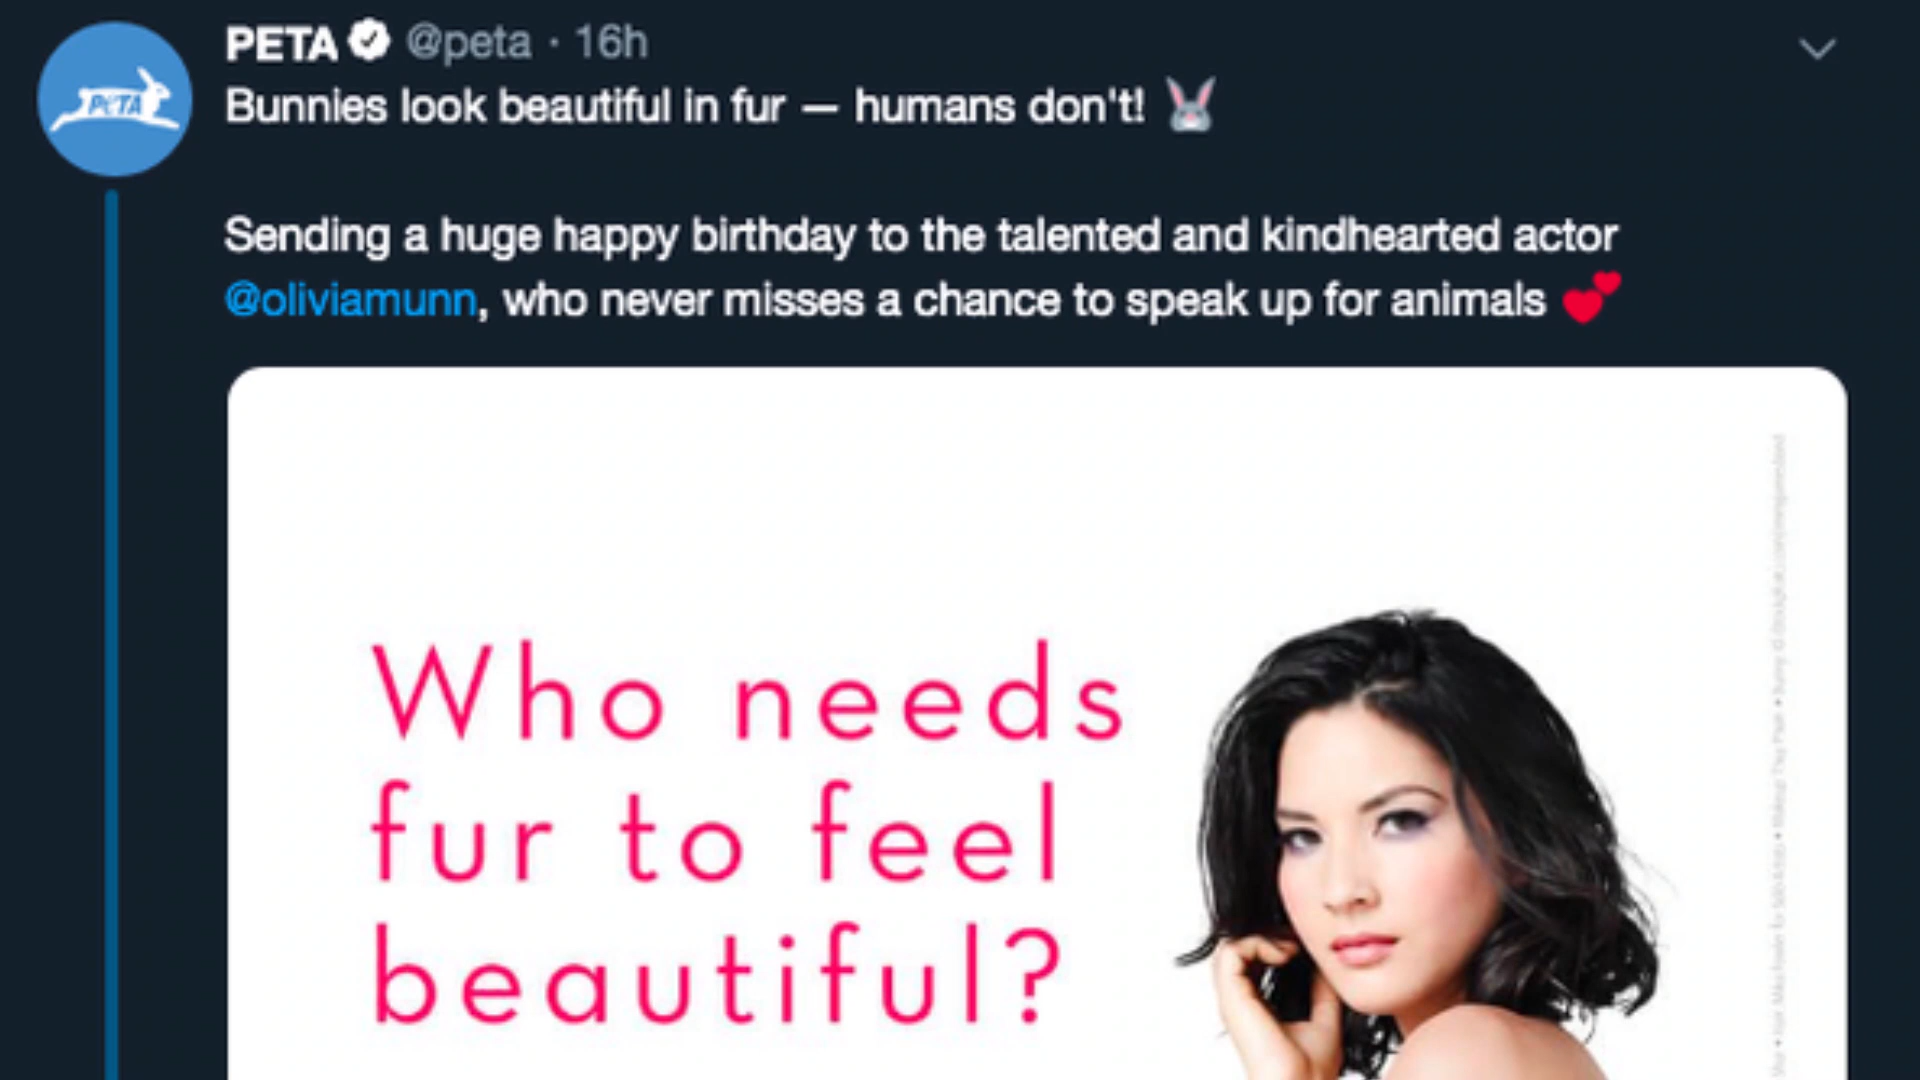 PETA @peta · 16h
PETA
Bunnies look beautiful in fur — humans don't! 🐰
Sending a huge happy birthday to the talented and kindhearted actor
@oliviamunn, who never misses a chance to speak up for animals 💕
Who needs
fur to feel
beautiful?